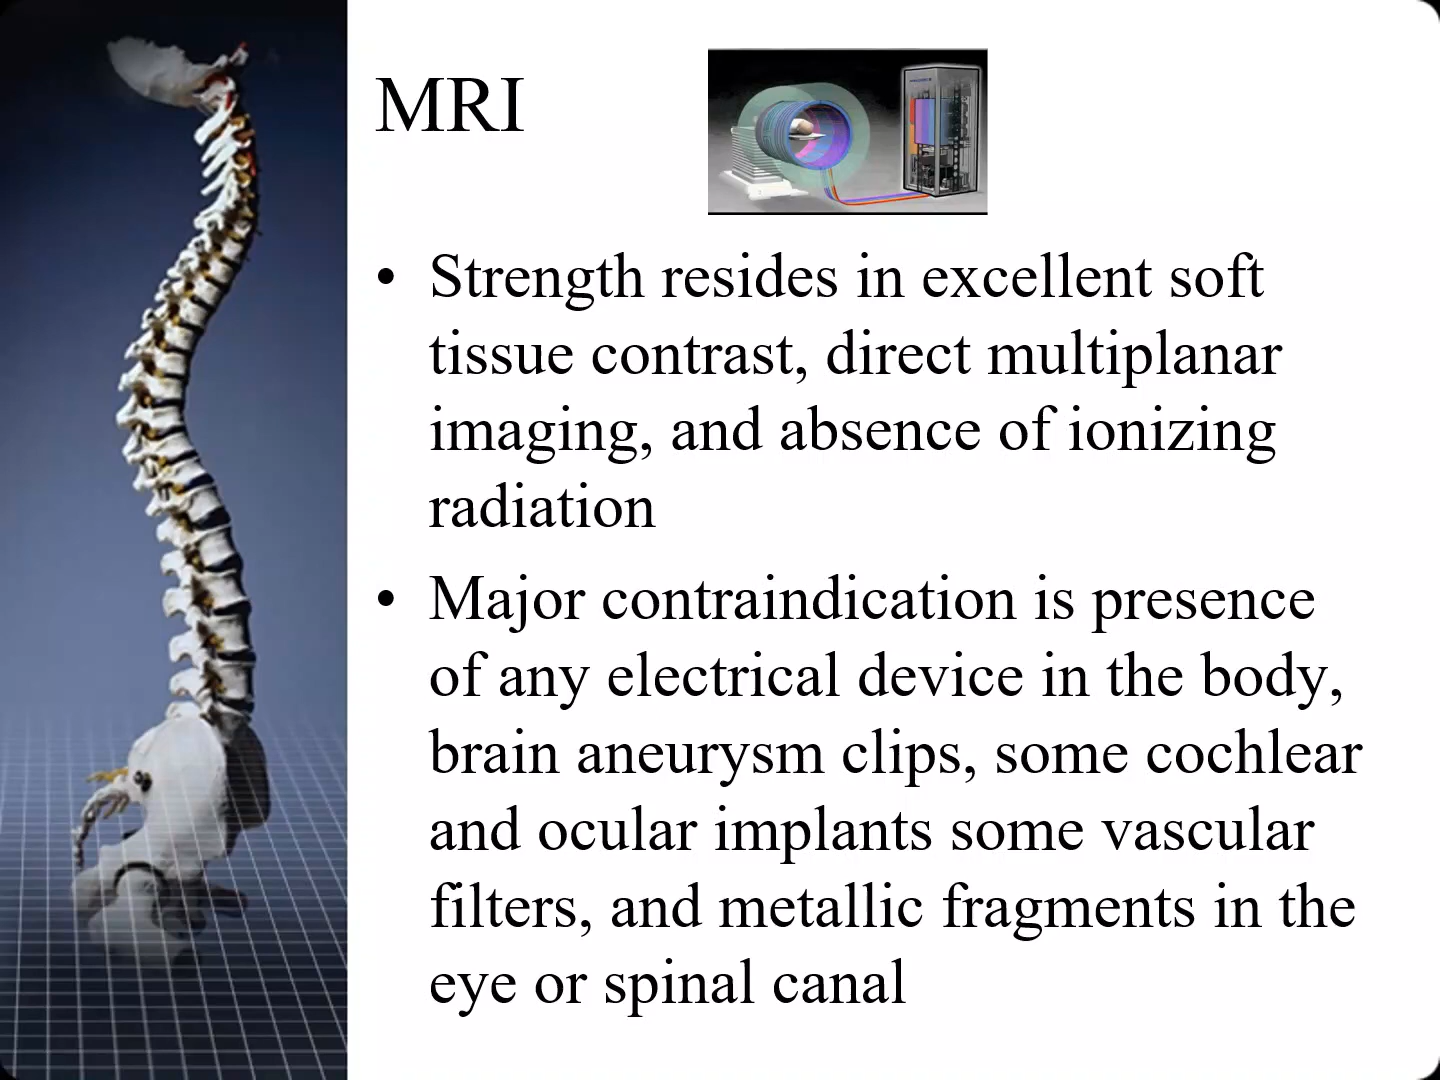 MRI
• Strength resides in excellent soft
tissue contrast, direct multiplanar
imaging, and absence of ionizing
radiation
• Major contraindication is presence
of any electrical device in the body,
brain aneurysm clips, some cochlear
and ocular implants some vascular
filters, and metallic fragments in the
eye or spinal canal